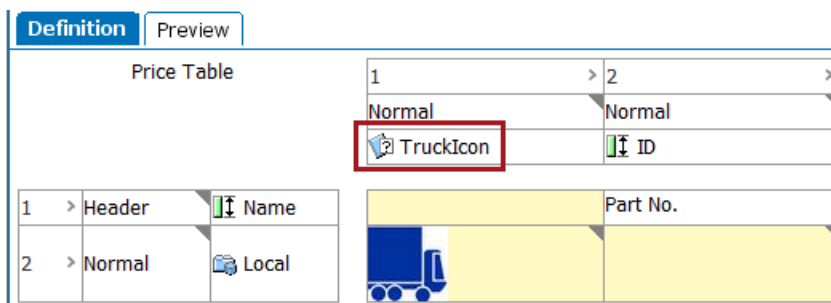 Definition Preview
Price Table 1 > 2 >
Normal Normal
TruckIcon ID
1 > Header Name Part No.
2 > Normal Local